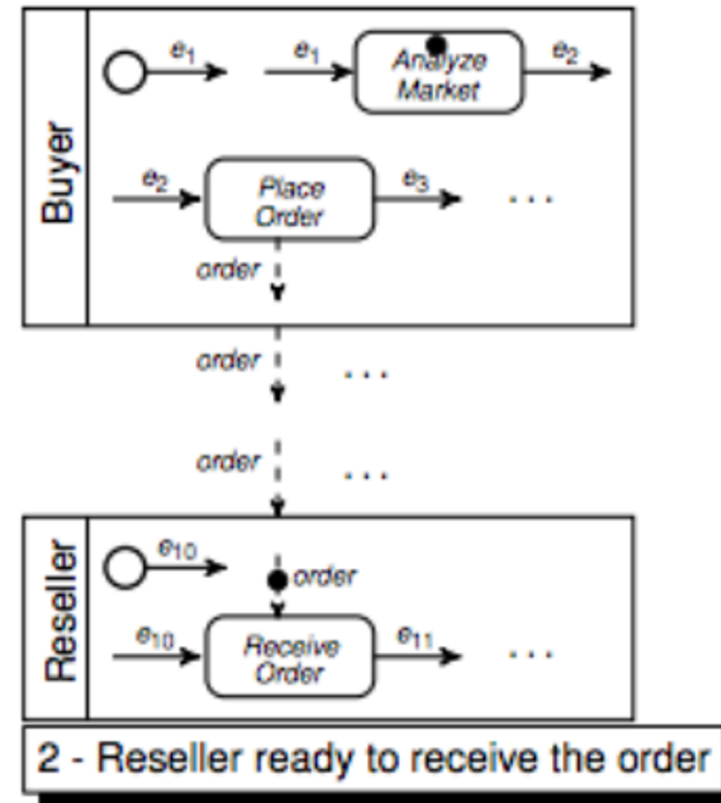 Buyer
e1 e1 Analyze e2
Market
e2 Place e3 ...
Order
order
order ...
order ...
Reseller
e10
order
e10 Receive e11 ...
Order
2 - Reseller ready to receive the order